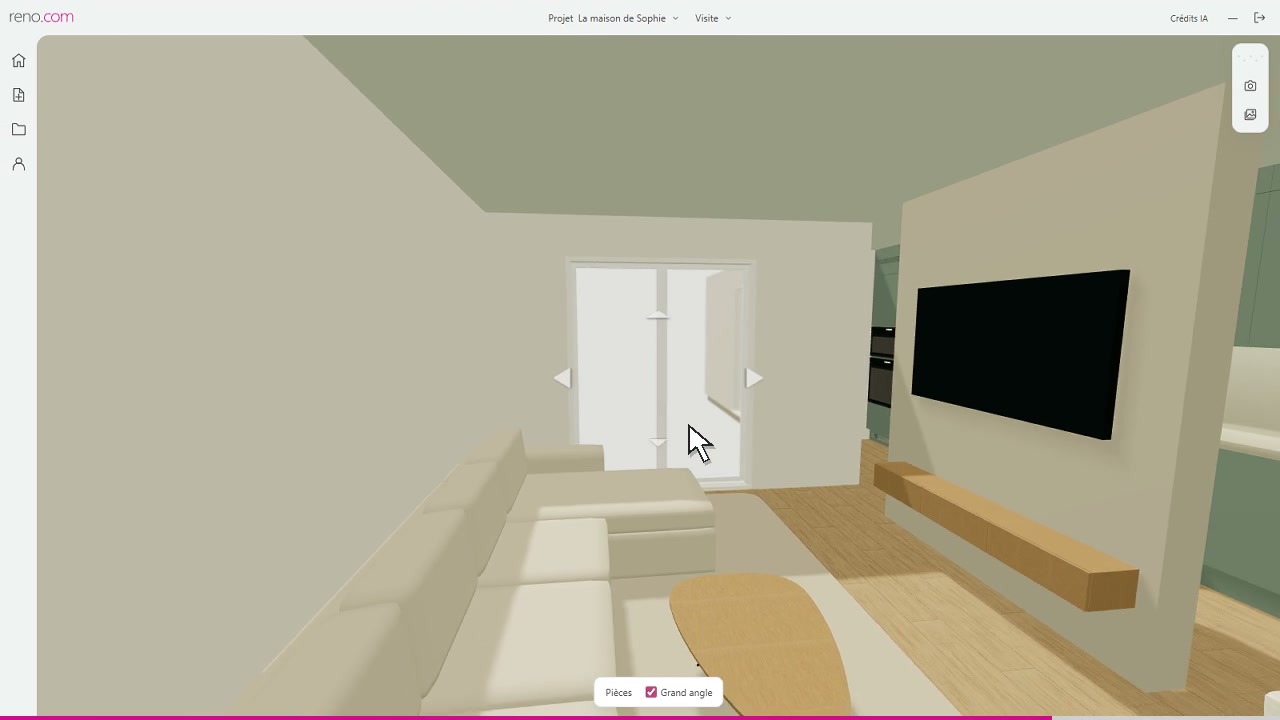 reno.com
Projet La maison de Sophie
Visite
Crédits IA
Pièces
Grand angle